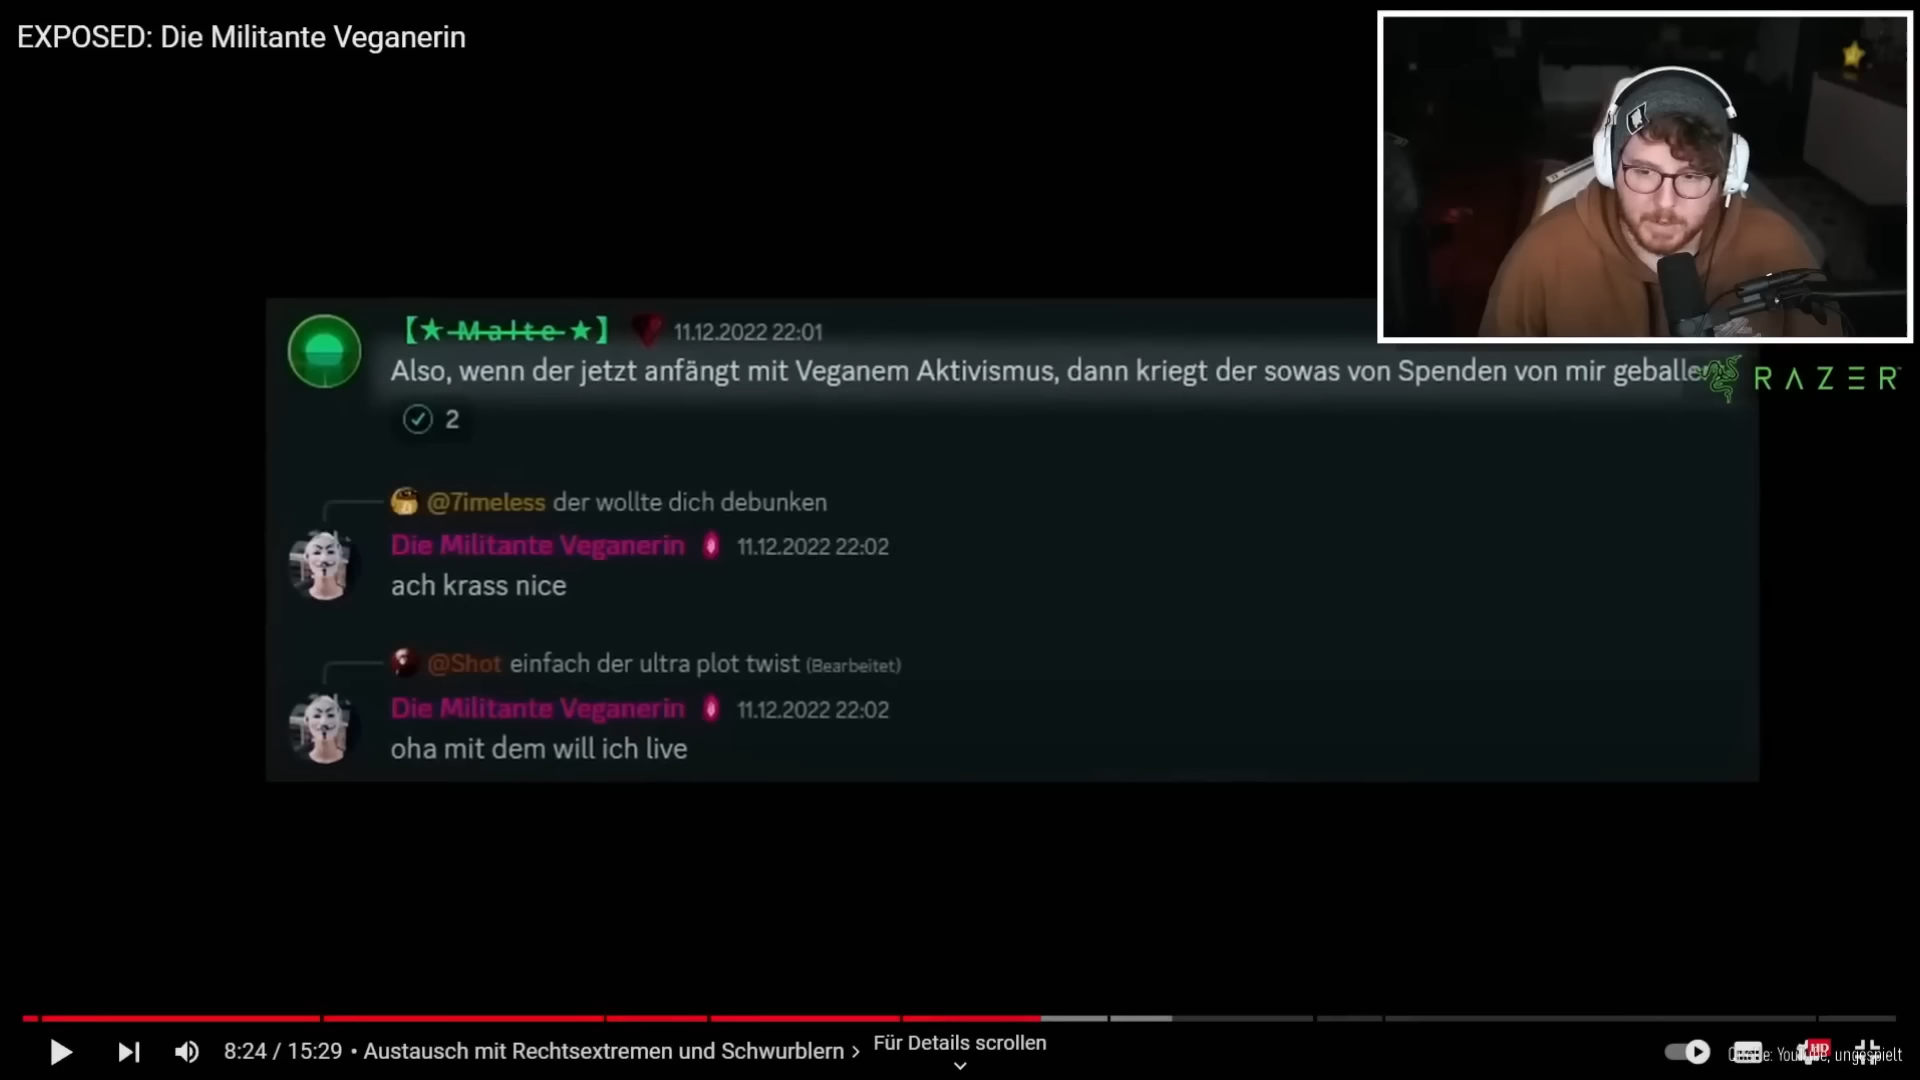 EXPOSED: Die Militante Veganerin
【★ Malte ★】 11.12.2022 22:01
Also, wenn der jetzt anfängt mit Veganem Aktivismus, dann kriegt der sowas von Spenden von mir
RAZER
2
@7imeless der wollte dich debunken
Die Militante Veganerin 11.12.2022 22:02
ach krass nice
@Shot einfach der ultra plot twist (Bearbeitet)
Die Militante Veganerin 11.12.2022 22:02
oha mit dem will ich live
8:24 / 15:29 • Austausch mit Rechtsextremen und Schwurblern >
Für Details scrollen
HD